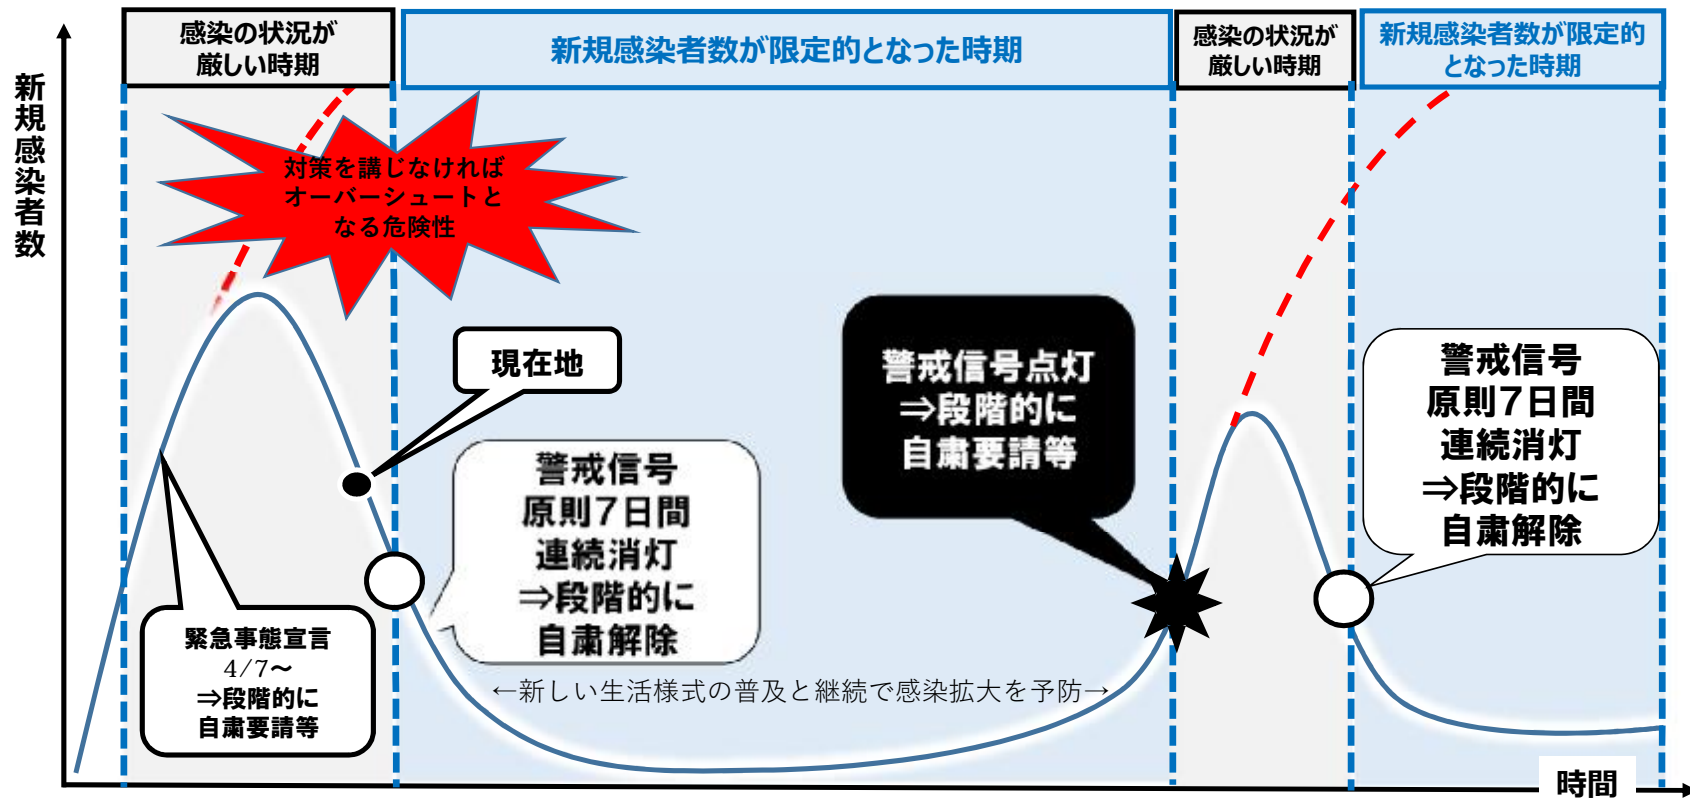 感染の状況が
厳しい時期
新規感染者数が限定的となった時期
感染の状況が
厳しい時期
新規感染者数が限定的
となった時期
新規感染者数
対策を講じなければ
オーバーシュートと
なる危険性
現在地
警戒信号
原則7日間
連続消灯
⇒段階的に
自粛解除
警戒信号点灯
⇒段階的に
自粛要請等
警戒信号
原則7日間
連続消灯
⇒段階的に
自粛解除
緊急事態宣言
4/7～
⇒段階的に
自粛要請等
←新しい生活様式の普及と継続で感染拡大を予防→
時間